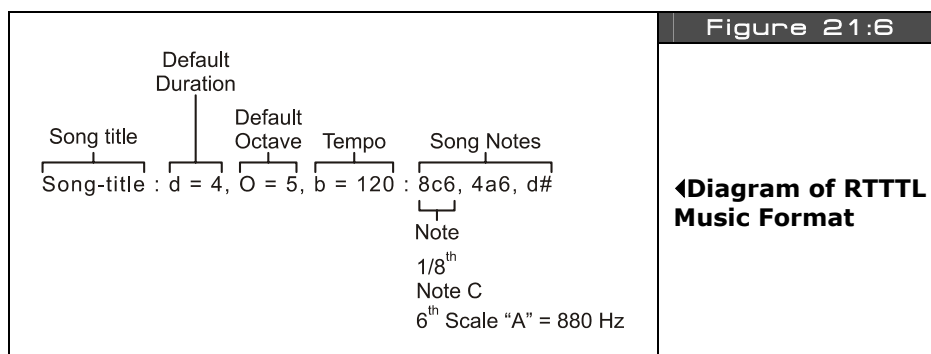 Figure 21:6
Default
Duration
Default
Song title Octave Tempo Song Notes
Song-title : d = 4, O = 5, b = 120 : 8c6, 4a6, d#
Note
1/8th
Note C
6th Scale “A” = 880 Hz
Diagram of RTTTL
Music Format